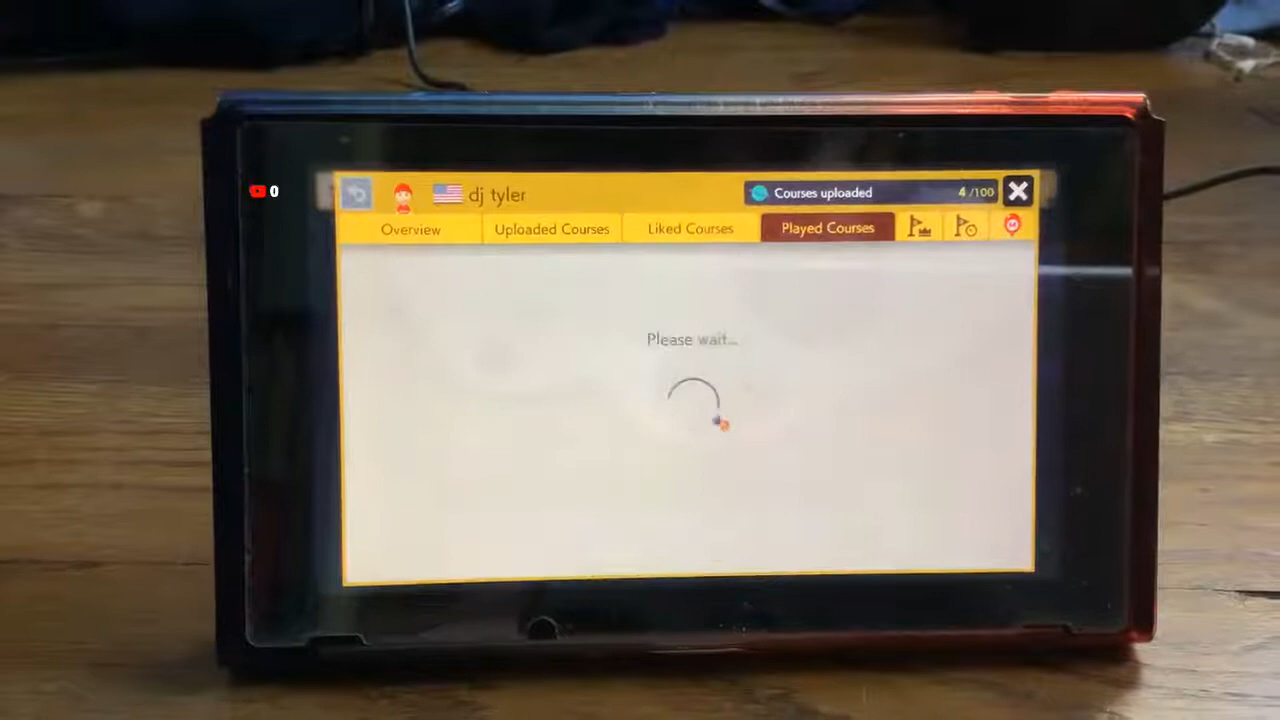 0
dj tyler
Courses uploaded 4 /100
Overview
Uploaded Courses
Liked Courses
Played Courses
Please wait...